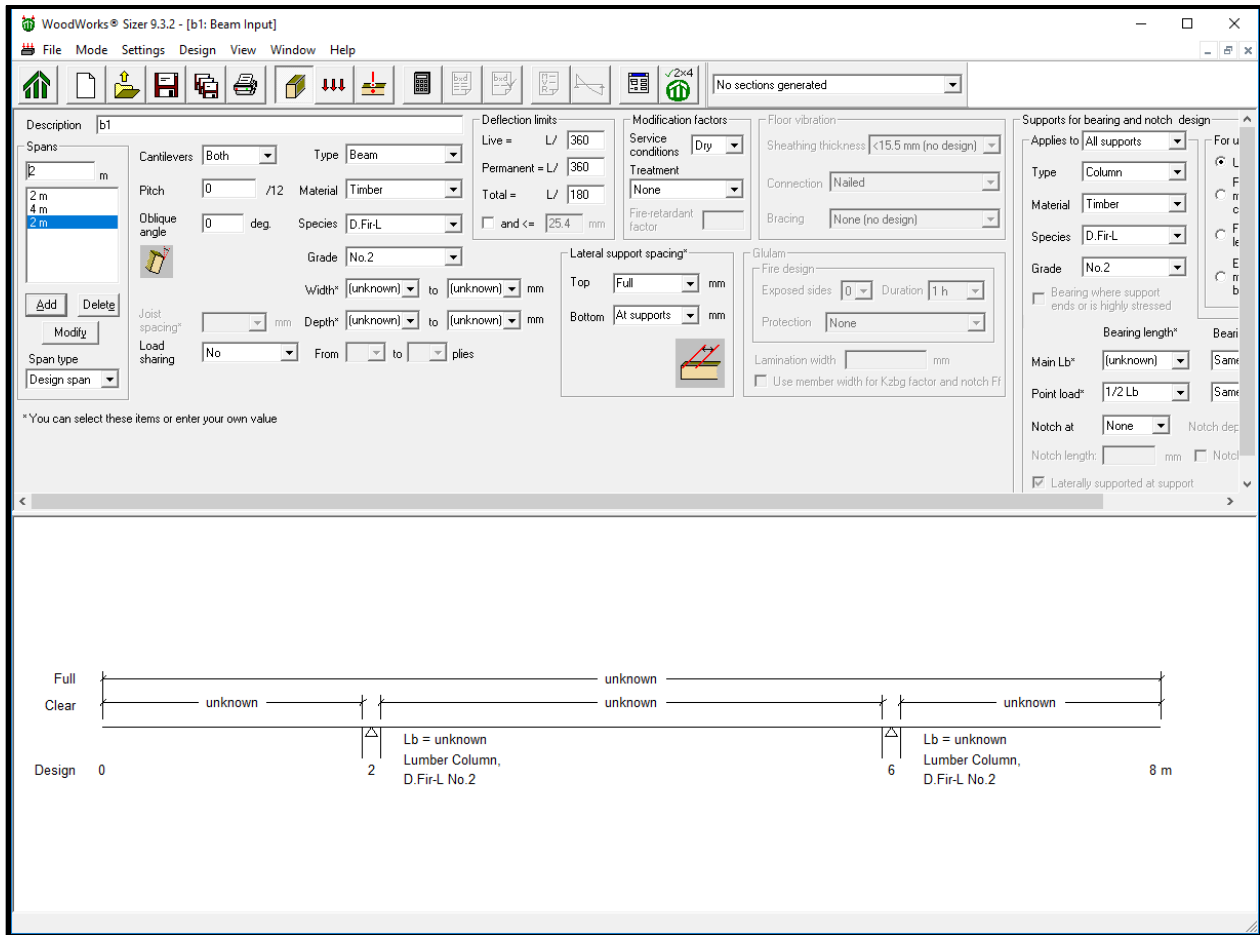 WoodWorks® Sizer 9.3.2 - [b1: Beam Input]
File Mode Settings Design View Window Help
✓2×4
No sections generated
Description b1
Spans
2 m
2 m
4 m
2 m
Add Delete
Modify
Span type
Design span
Cantilevers Both
Pitch 0 /12
Oblique angle 0 deg.
Joist spacing* mm
Load sharing No
From to plies
Type Beam
Material Timber
Species D.Fir-L
Grade No.2
Width* (unknown) to (unknown) mm
Depth* (unknown) to (unknown) mm
*You can select these items or enter your own value
Deflection limits
Live = L/ 360
Permanent = L/ 360
Total = L/ 180
and <= 25.4 mm
Modification factors
Service conditions Dry
Treatment
None
Fire-retardant factor
Lateral support spacing*
Top Full mm
Bottom At supports mm
Floor vibration
Sheathing thickness <15.5 mm (no design)
Connection Nailed
Bracing None (no design)
Glulam
Fire design
Exposed sides 0 Duration 1 h
Protection None
Lamination width mm
Use member width for Kzbg factor and notch Ff
Supports for bearing and notch design
Applies to All supports
Type Column
Material Timber
Species D.Fir-L
Grade No.2
Bearing where support
ends or is highly stressed
For u
L
F
m
c
F
le
E
m
b
Bearing length* Beari
Main Lb* (unknown) Same
Point load* 1/2 Lb Same
Notch at None Notch dep
Notch length: mm Notcl
Laterally supported at support
Full unknown
Clear unknown unknown unknown
Lb = unknown Lb = unknown
Lumber Column, Lumber Column,
Design 0 2 D.Fir-L No.2 6 D.Fir-L No.2 8 m